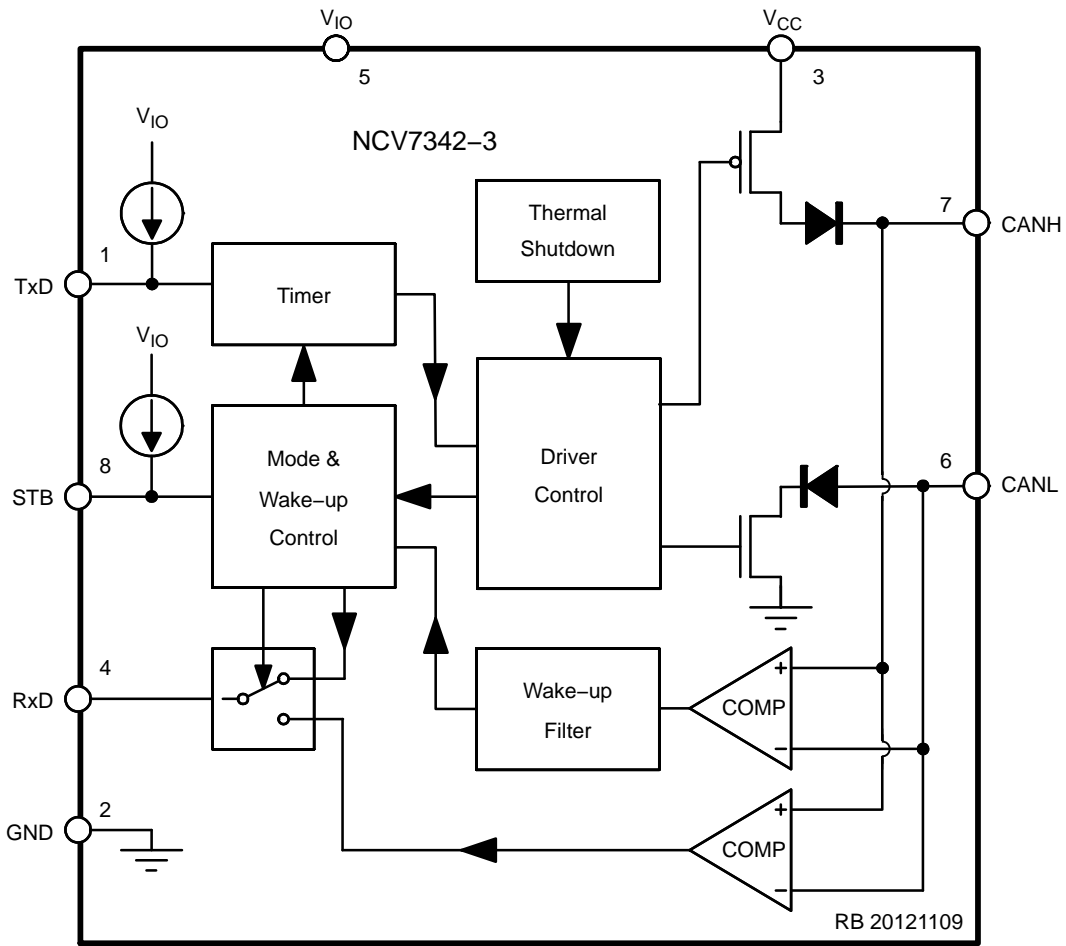 VIO
VCC
5
3
VIO
NCV7342−3
Thermal
Shutdown
7
CANH
1
TxD
Timer
VIO
8
STB
Mode &
Wake−up
Control
Driver
Control
6
CANL
4
RxD
Wake−up
Filter
+
COMP
−
2
GND
+
COMP
−
RB 20121109